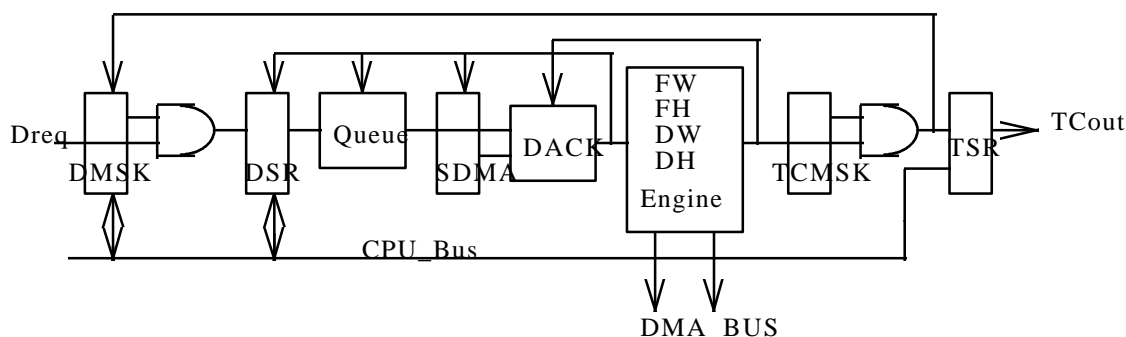 Dreq
DMSK
DSR
Queue
SDMA
DACK
FW
FH
DW
DH
Engine
TCMSK
TSR
TCout
CPU_Bus
DMA BUS